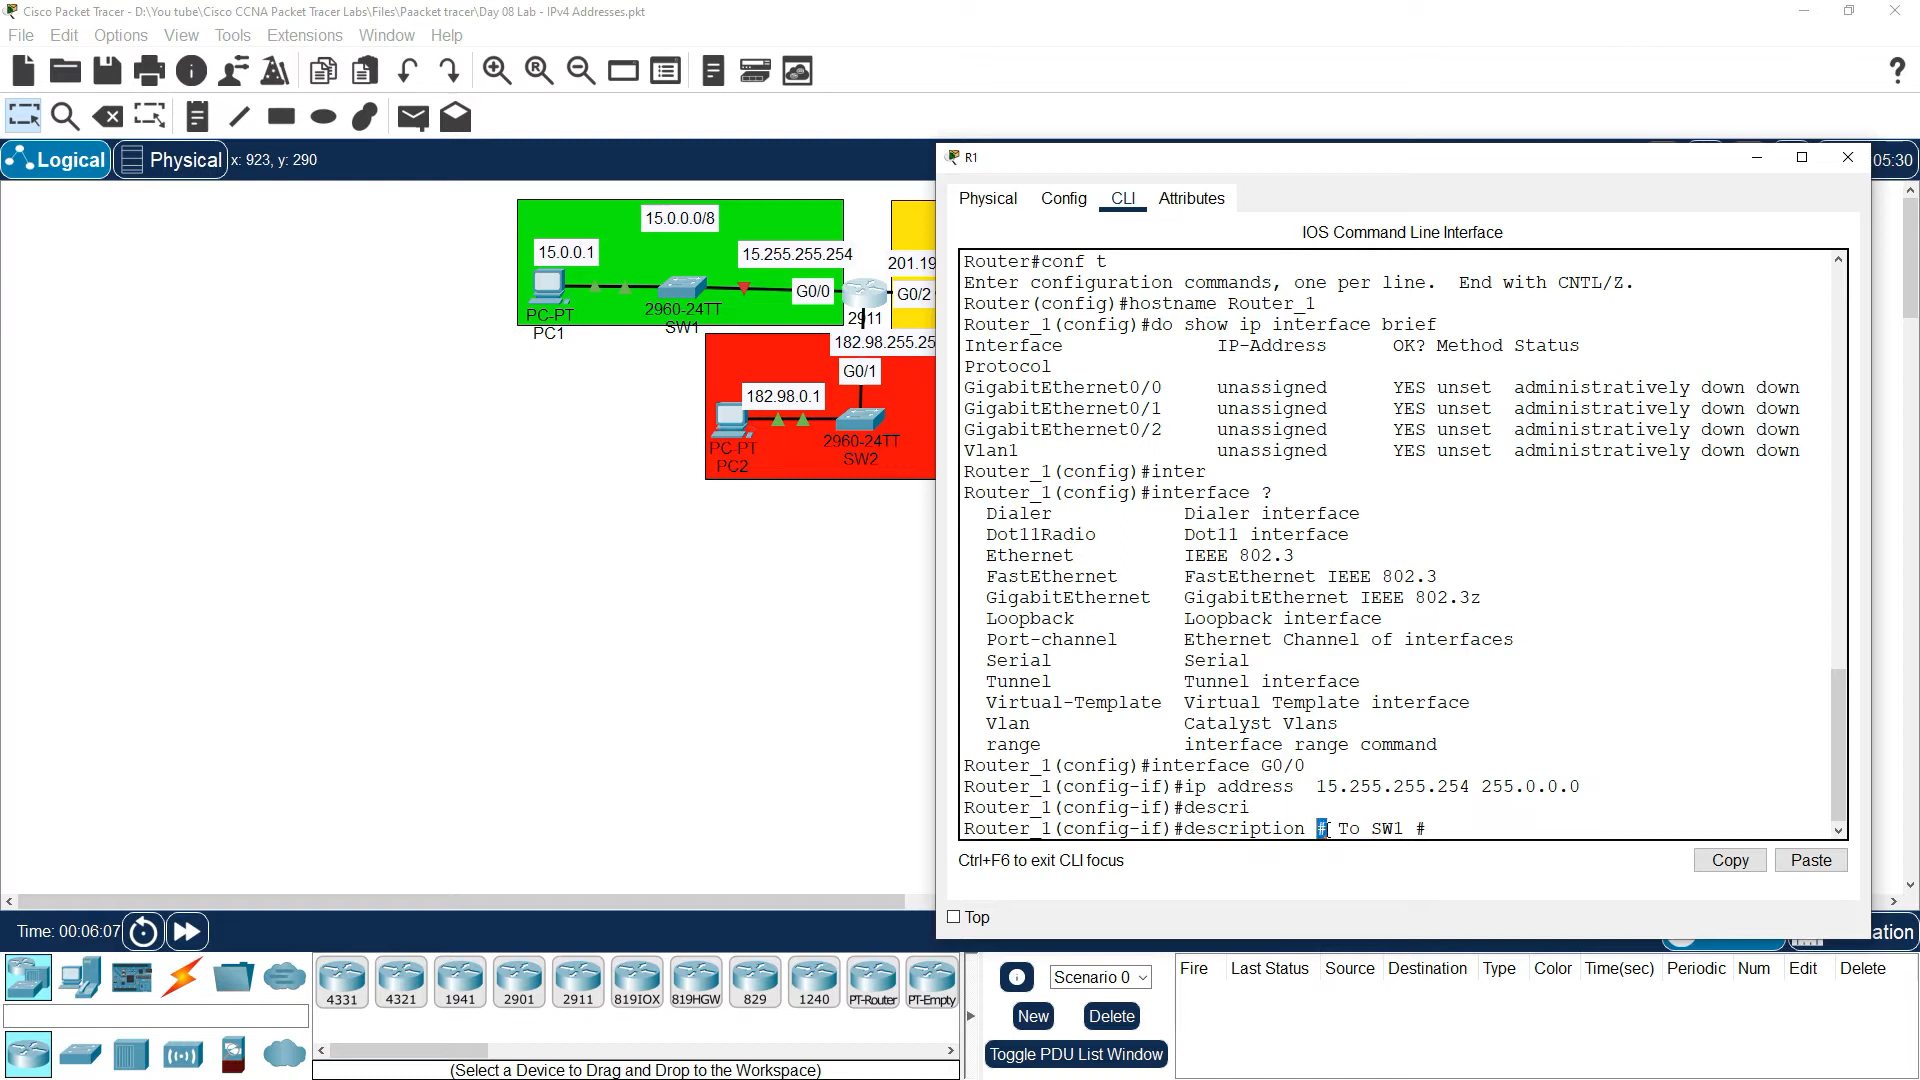 Cisco Packet Tracer - D:\You tube\Cisco CCNA Packet Tracer Labs\Files\Paacket tracer\Day 08 Lab - IPv4 Addresses.pkt
File Edit Options View Tools Extensions Window Help
Logical Physical x: 923, y: 290
05:30
15.0.0.0/8
15.0.0.1
15.255.255.254
G0/0
PC-PT
PC1
2960-24TT
SW1
2911
201.19
G0/2
182.98.255.25
G0/1
182.98.0.1
PC-PT
PC2
2960-24TT
SW2
R1
Physical Config CLI Attributes
IOS Command Line Interface
Router#conf t
Enter configuration commands, one per line. End with CNTL/Z.
Router(config)#hostname Router_1
Router_1(config)#do show ip interface brief
Interface IP-Address OK? Method Status
Protocol
GigabitEthernet0/0 unassigned YES unset administratively down down
GigabitEthernet0/1 unassigned YES unset administratively down down
GigabitEthernet0/2 unassigned YES unset administratively down down
Vlan1 unassigned YES unset administratively down down
Router_1(config)#inter
Router_1(config)#interface ?
Dialer Dialer interface
Dot11Radio Dot11 interface
Ethernet IEEE 802.3
FastEthernet FastEthernet IEEE 802.3
GigabitEthernet GigabitEthernet IEEE 802.3z
Loopback Loopback interface
Port-channel Ethernet Channel of interfaces
Serial Serial
Tunnel Tunnel interface
Virtual-Template Virtual Template interface
Vlan Catalyst Vlans
range interface range command
Router_1(config)#interface G0/0
Router_1(config-if)#ip address 15.255.255.254 255.0.0.0
Router_1(config-if)#descri
Router_1(config-if)#description # To SW1 #
Ctrl+F6 to exit CLI focus
Copy Paste
Top
Time: 00:06:07
ation
4331 4321 1941 2901 2911 819IOX 819HGW 829 1240 PT-Router PT-Empty
(Select a Device to Drag and Drop to the Workspace)
Scenario 0
New Delete
Toggle PDU List Window
Fire Last Status Source Destination Type Color Time(sec) Periodic Num Edit Delete